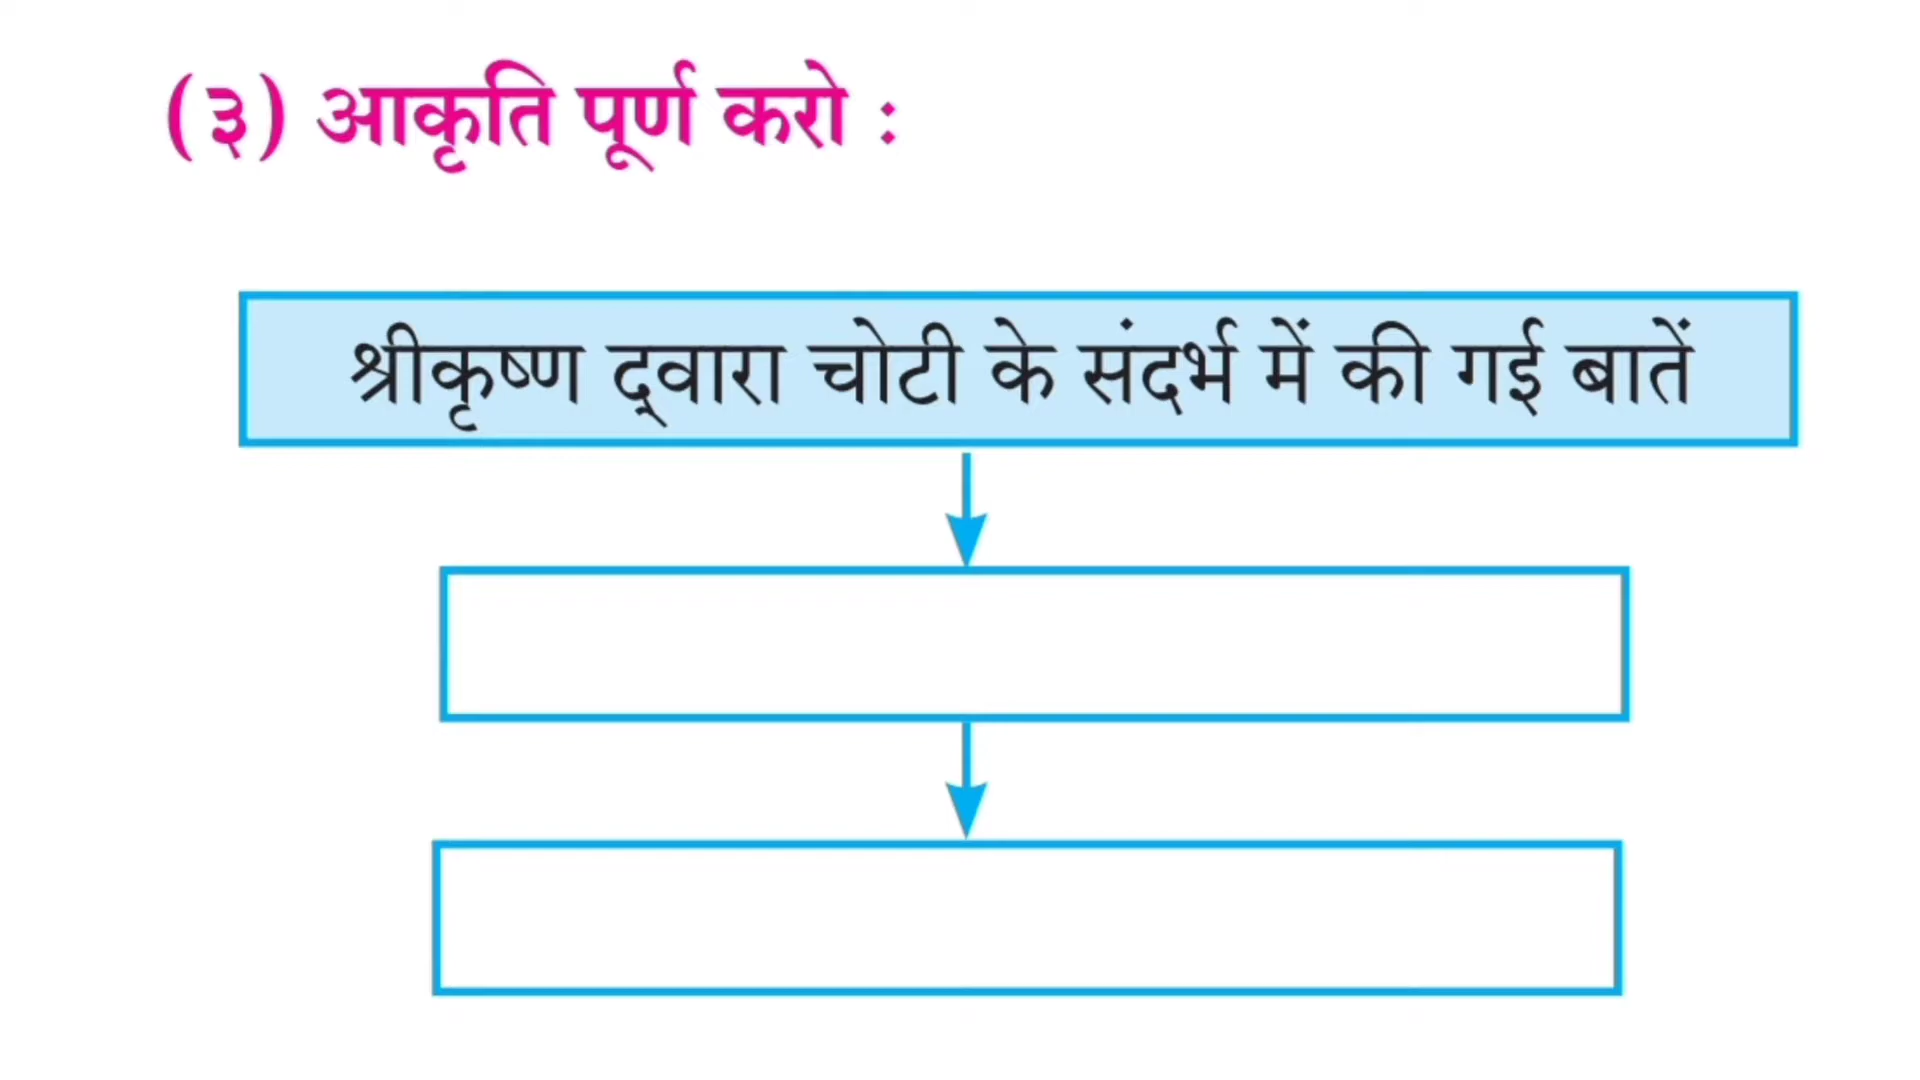 (३) आकृति पूर्ण करो :
श्रीकृष्ण द्‌वारा चोटी के संदर्भ में की गई बातें